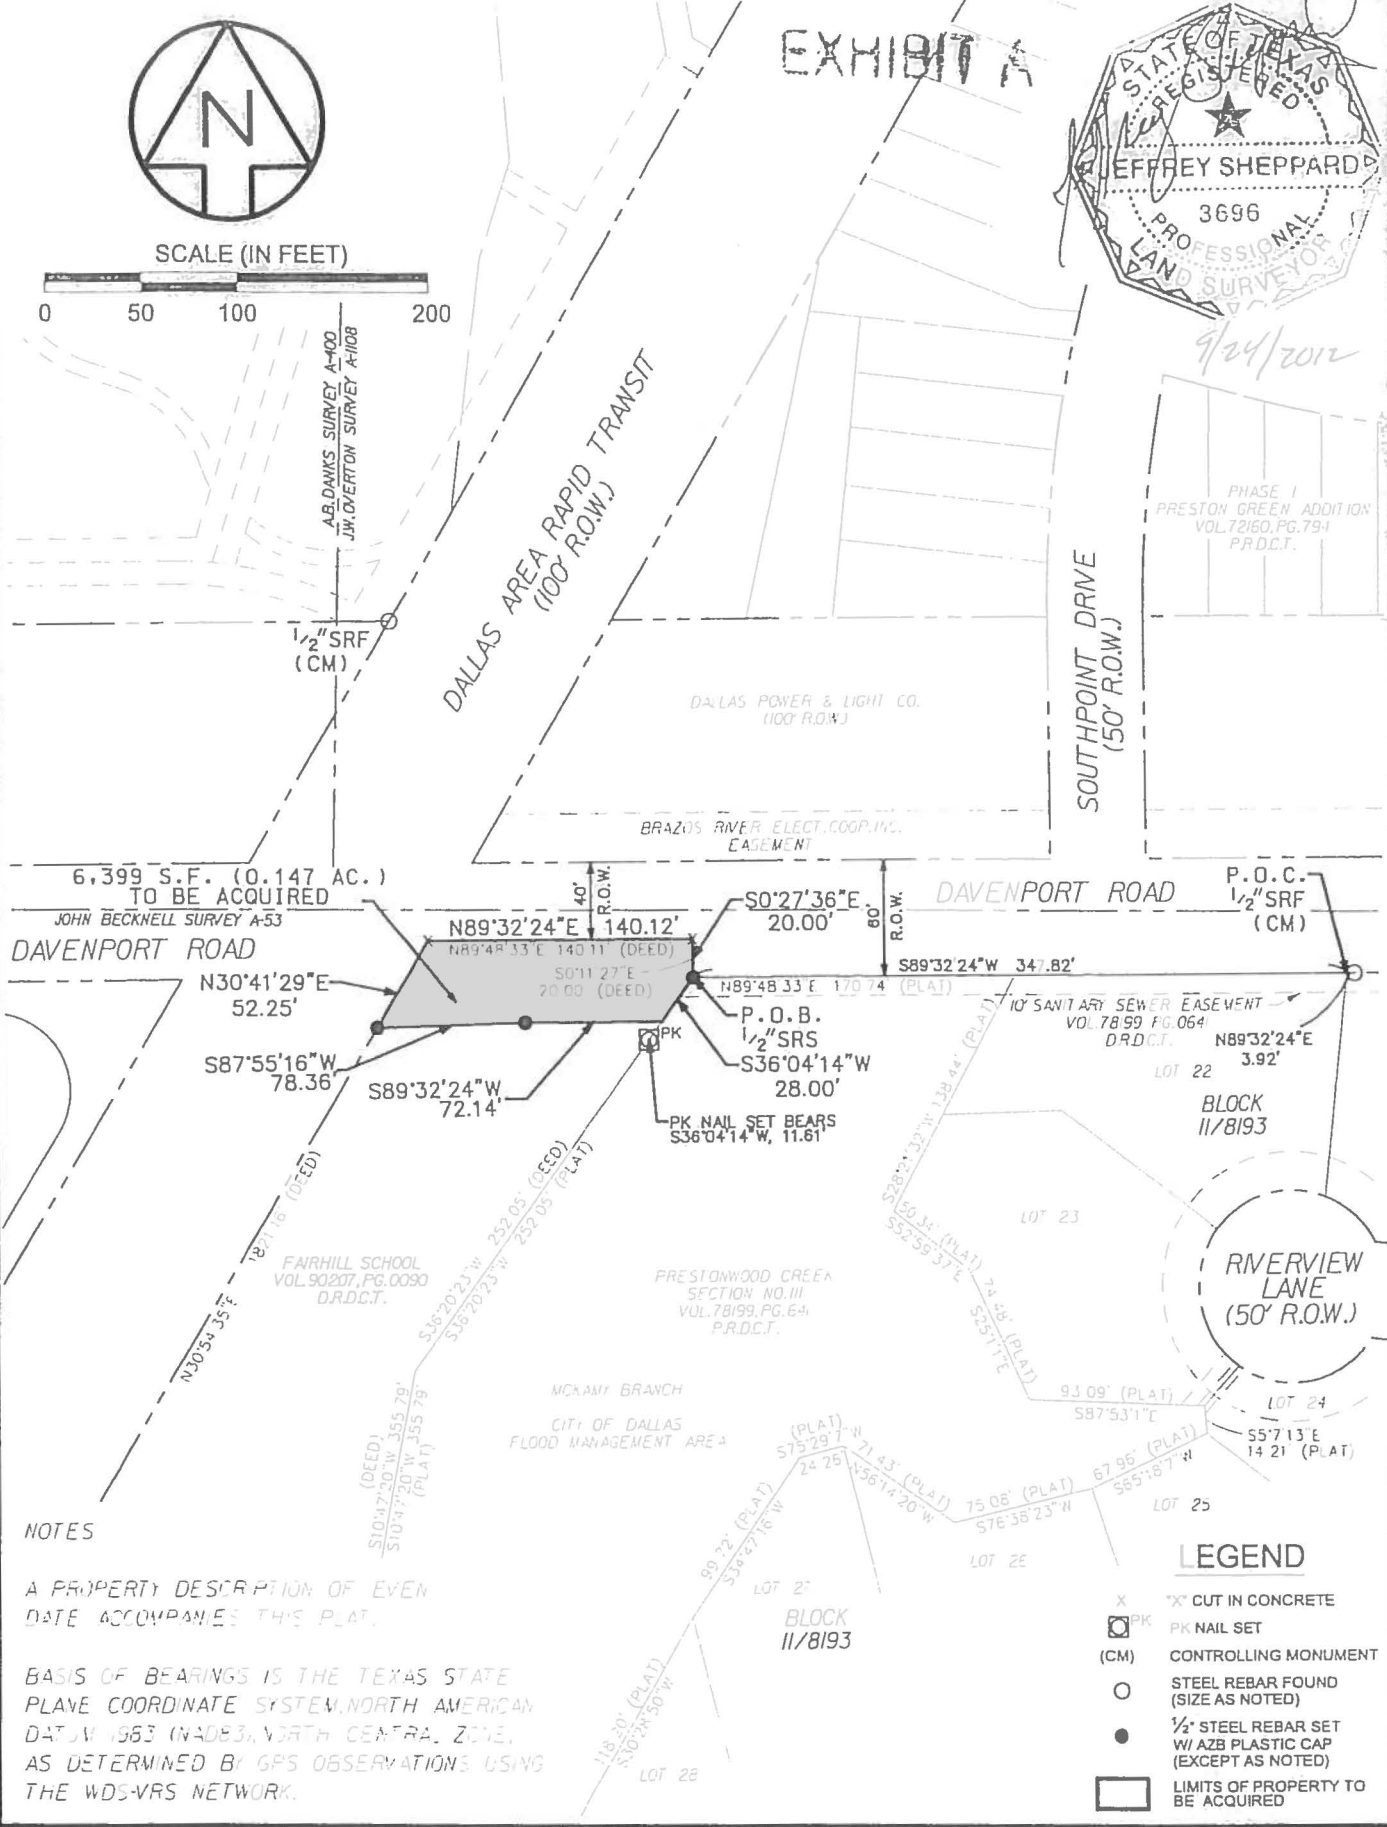 EXHIBIT A
N
SCALE (IN FEET)
0 50 100 200
STATE OF TEXAS
REGISTERED
JEFFREY SHEPPARD
3696
PROFESSIONAL
LAND SURVEYOR
9/24/2012
A.B. DANKS SURVEY A-400
J.W. OVERTON SURVEY A-1108
DALLAS AREA RAPID TRANSIT
(100' R.O.W.)
PHASE I
PRESTON GREEN ADDITION
VOL. 72160, PG. 794
P.R.D.C.T.
1/2" SRF
(CM)
SOUTHPOINT DRIVE
(50' R.O.W.)
DALLAS POWER & LIGHT CO.
(100' R.O.W.)
BRAZOS RIVER ELECT. COOP. INC.
EASEMENT
6,399 S.F. (0.147 AC.)
TO BE ACQUIRED
JOHN BECKNELL SURVEY A-53
DAVENPORT ROAD
40'
R.O.W.
60'
R.O.W.
DAVENPORT ROAD
P.O.C.
1/2" SRF
(CM)
N89°32'24"E 140.12'
N89°48'33"E 140.11' (DEED)
S0°27'36"E
20.00'
S0°11'27"E
20.00 (DEED)
N30°41'29"E
52.25'
S89°32'24"W 347.82'
N89°48'33"E 170.74 (PLAT)
P.O.B.
1/2" SRS
10' SANITARY SEWER EASEMENT
VOL. 78199 PG. 0641
D.R.D.C.T.
N89°32'24"E
3.92'
PK
S36°04'14"W
28.00'
S87°55'16"W
78.36'
S89°32'24"W
72.14'
PK NAIL SET BEARS
S36°04'14"W, 11.61'
LOT 22
BLOCK
11/8193
S28°21'32"W 138.44' (PLAT)
50.34' (PLAT)
S52°59'37"E
LOT 23
74.48' (PLAT)
S25°1'1"E
RIVERVIEW
LANE
(50' R.O.W.)
1821.16' (DEED)
N30°54'35"E
FAIRHILL SCHOOL
VOL. 90207, PG. 0090
D.R.D.C.T.
S36°20'23"W 252.05' (DEED)
S36°20'23"W 252.05' (PLAT)
PRESTONWOOD CREEK
SECTION NO. III
VOL. 78199, PG. 641
P.R.D.C.T.
MCKAMY BRANCH
CITY OF DALLAS
FLOOD MANAGEMENT AREA
(DEED)
S10°47'20"W 355.79'
S10°47'20"W 355.79'
(PLAT)
93.09' (PLAT)
S87°53'1"E
LOT 24
S5°7'13"E
14.21' (PLAT)
(PLAT)
S75°29'7"W
24.25'
71.43' (PLAT)
N56°14'20"W
75.08' (PLAT)
S76°38'23"W
67.96' (PLAT)
S65°18'7"W
LOT 25
LOT 26
99.72' (PLAT)
S34°42'16"W
LOT 27
BLOCK
11/8193
118.20' (PLAT)
S30°28'50"W
LOT 28
NOTES
A PROPERTY DESCRIPTION OF EVEN
DATE ACCOMPANIES THIS PLAT.
BASIS OF BEARINGS IS THE TEXAS STATE
PLANE COORDINATE SYSTEM, NORTH AMERICAN
DATUM 1983 (NAD83), NORTH CENTRAL ZONE,
AS DETERMINED BY GPS OBSERVATIONS USING
THE WDS-VRS NETWORK.
LEGEND
X "X" CUT IN CONCRETE
PK PK NAIL SET
(CM) CONTROLLING MONUMENT
STEEL REBAR FOUND
(SIZE AS NOTED)
1/2" STEEL REBAR SET
W/ AZB PLASTIC CAP
(EXCEPT AS NOTED)
LIMITS OF PROPERTY TO
BE ACQUIRED